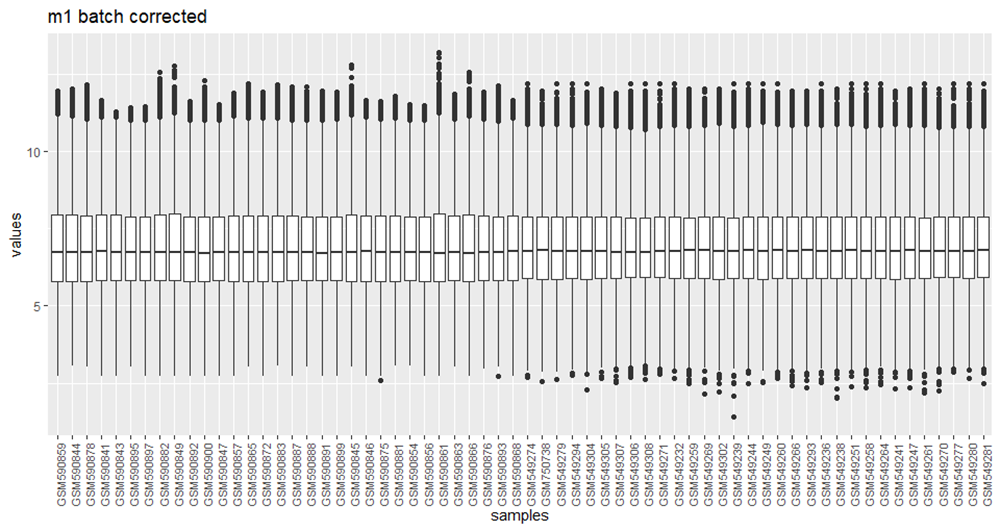 m1 batch corrected
values
10
5
GSM590859
GSM590844
GSM590878
GSM590841
GSM590843
GSM590895
GSM590897
GSM590882
GSM590849
GSM590892
GSM590900
GSM590847
GSM590857
GSM590865
GSM590872
GSM590883
GSM590887
GSM590888
GSM590891
GSM590899
GSM590845
GSM590846
GSM590875
GSM590881
GSM590854
GSM590856
GSM590861
GSM590863
GSM590866
GSM590876
GSM590893
GSM590868
GSM549274
GSM750738
GSM549279
GSM549294
GSM549304
GSM549305
GSM549307
GSM549306
GSM549308
GSM549271
GSM549232
GSM549259
GSM549269
GSM549302
GSM549239
GSM549244
GSM549249
GSM549260
GSM549266
GSM549293
GSM549236
GSM549238
GSM549251
GSM549258
GSM549264
GSM549241
GSM549247
GSM549261
GSM549270
GSM549277
GSM549280
GSM549281
samples